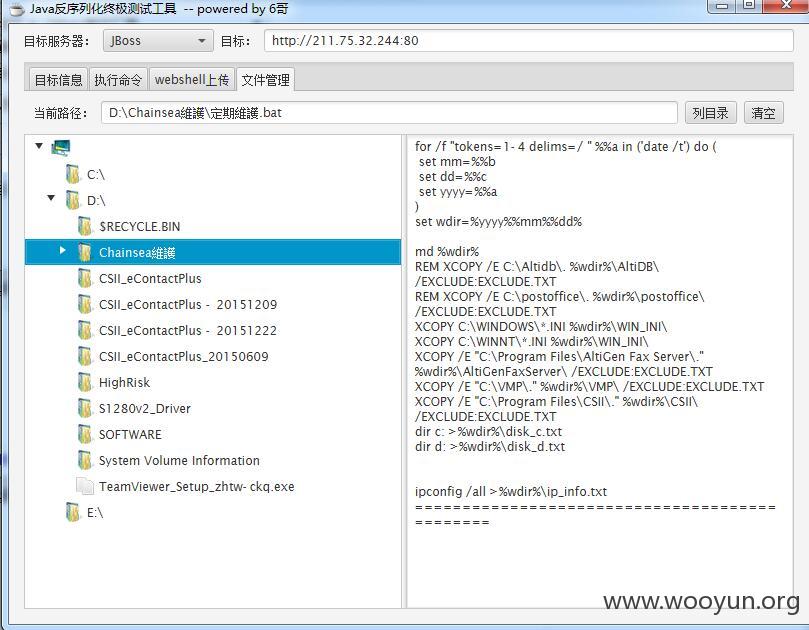 Java反序列化终极测试工具 -- powered by 6哥
目标服务器： JBoss 目标： http://211.75.32.244:80
目标信息 执行命令 webshell上传 文件管理
当前路径： D:\Chainsea維護\定期維護.bat 列目录 清空
C:\
D:\
$RECYCLE.BIN
Chainsea維護
CSII_eContactPlus
CSII_eContactPlus - 20151209
CSII_eContactPlus - 20151222
CSII_eContactPlus_20150609
HighRisk
S1280v2_Driver
SOFTWARE
System Volume Information
TeamViewer_Setup_zhtw-ckq.exe
E:\
for /f "tokens=1-4 delims=/ " %%a in ('date /t') do (
set mm=%%b
set dd=%%c
set yyyy=%%a
)
set wdir=%yyyy%%mm%%dd%
md %wdir%
REM XCOPY /E C:\Altidb\. %wdir%\AltiDB\
/EXCLUDE:EXCLUDE.TXT
REM XCOPY /E C:\postoffice\. %wdir%\postoffice\
/EXCLUDE:EXCLUDE.TXT
XCOPY C:\WINDOWS\*.INI %wdir%\WIN_INI\
XCOPY C:\WINNT\*.INI %wdir%\WIN_INI\
XCOPY /E "C:\Program Files\AltiGen Fax Server\."
%wdir%\AltiGenFaxServer\ /EXCLUDE:EXCLUDE.TXT
XCOPY /E "C:\VMP\." %wdir%\VMP\ /EXCLUDE:EXCLUDE.TXT
XCOPY /E "C:\Program Files\CSII\." %wdir%\CSII\
/EXCLUDE:EXCLUDE.TXT
dir c: >%wdir%\disk_c.txt
dir d: >%wdir%\disk_d.txt
ipconfig /all >%wdir%\ip_info.txt
======================================
========
www.wooyun.org